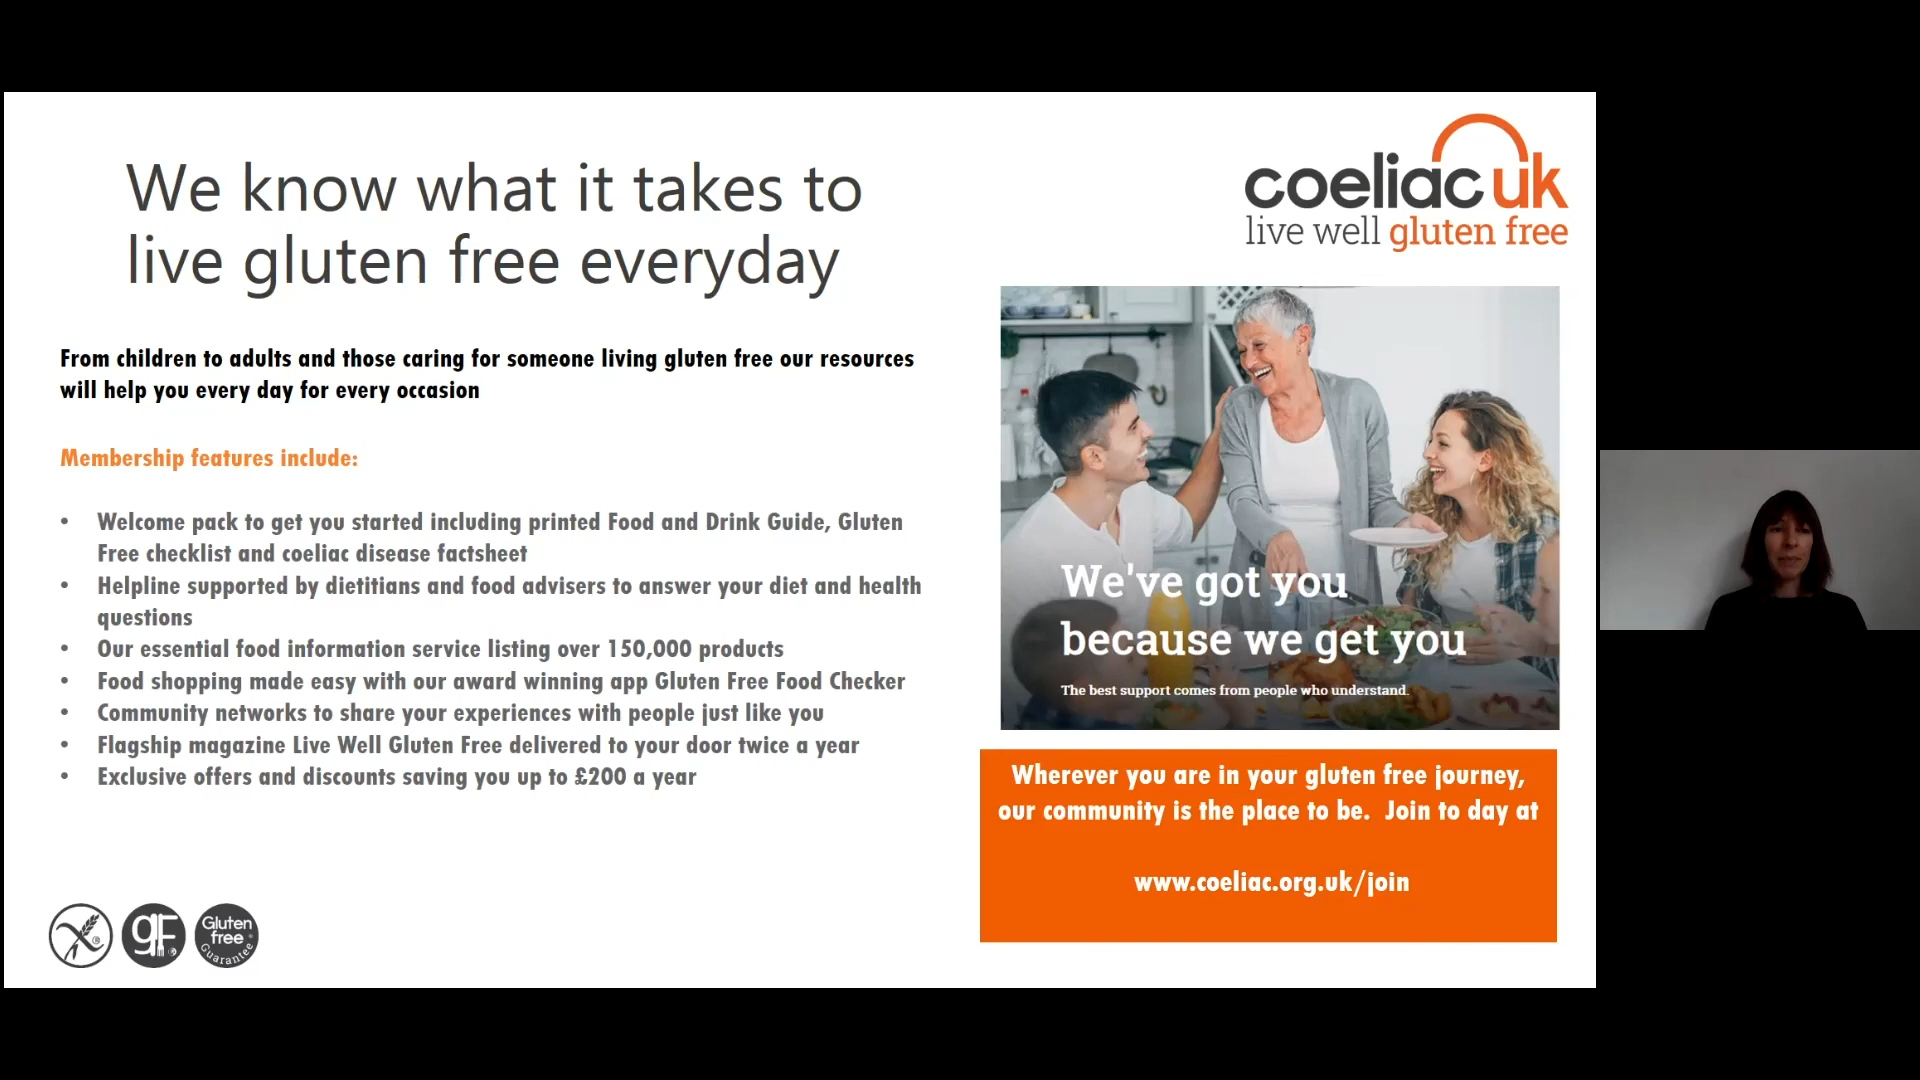 We know what it takes to
live gluten free everyday
coeliac uk
live well gluten free
From children to adults and those caring for someone living gluten free our resources
will help you every day for every occasion
Membership features include:
• Welcome pack to get you started including printed Food and Drink Guide, Gluten
Free checklist and coeliac disease factsheet
• Helpline supported by dietitians and food advisers to answer your diet and health
questions
• Our essential food information service listing over 150,000 products
• Food shopping made easy with our award winning app Gluten Free Food Checker
• Community networks to share your experiences with people just like you
• Flagship magazine Live Well Gluten Free delivered to your door twice a year
• Exclusive offers and discounts saving you up to £200 a year
We've got you
because we get you
The best support comes from people who understand.
Wherever you are in your gluten free journey,
our community is the place to be.  Join to day at
www.coeliac.org.uk/join
gF
Gluten
free
Guarantee